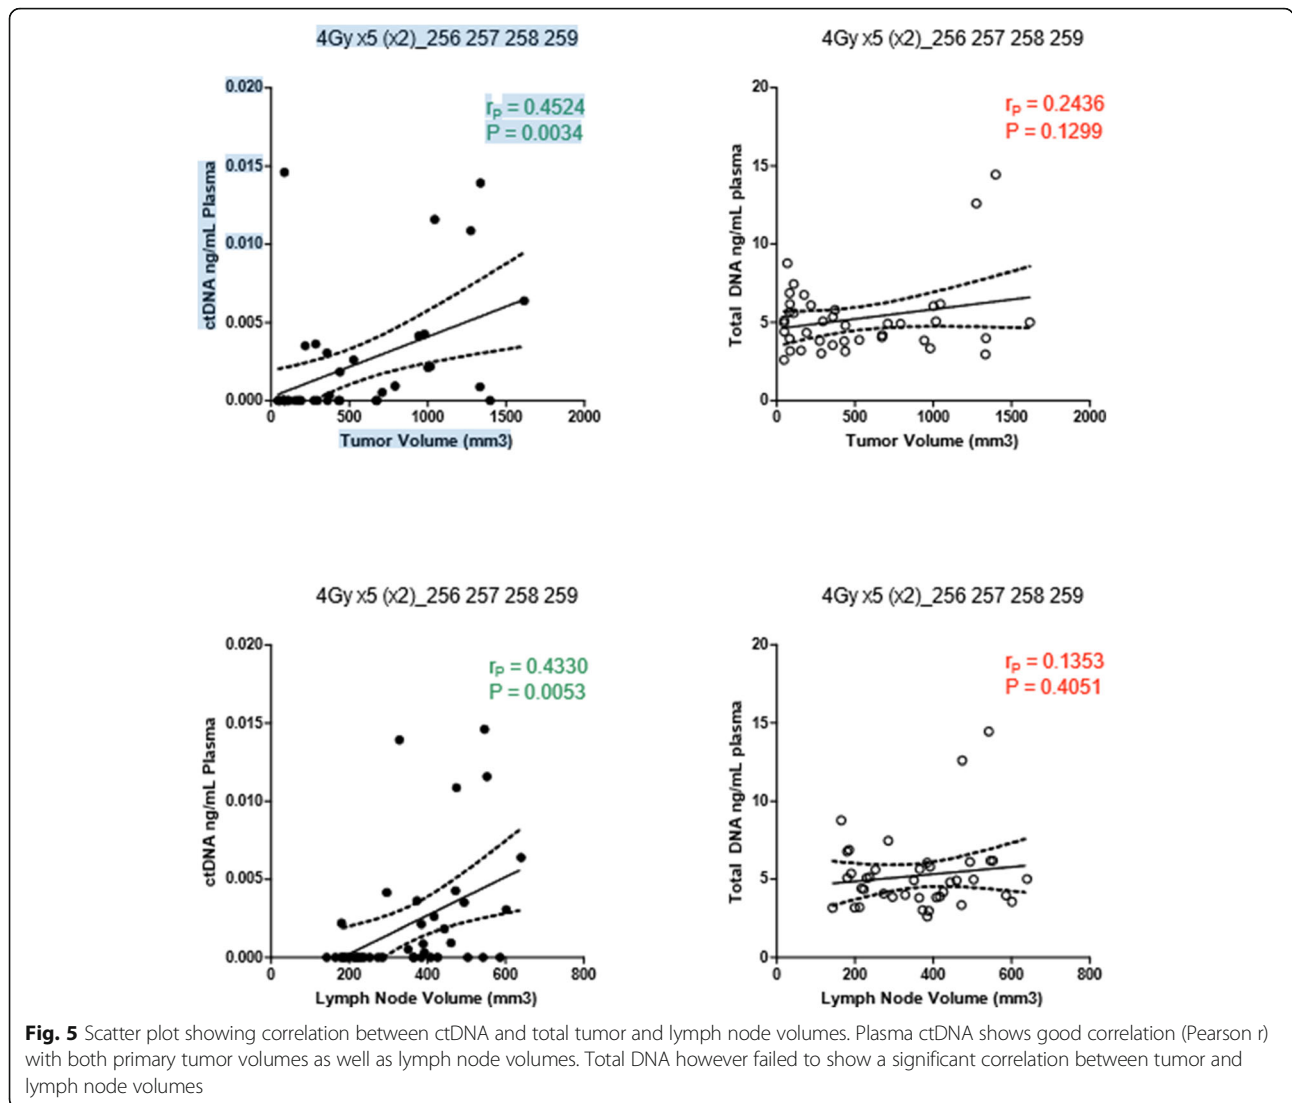 4Gy x5 (x2)_256 257 258 259
rP = 0.4524
P = 0.0034
0.020
0.015
0.010
0.005
0.000
ctDNA ng/mL Plasma
0 500 1000 1500 2000
Tumor Volume (mm3)
4Gy x5 (x2)_256 257 258 259
rP = 0.2436
P = 0.1299
20
15
10
5
0
Total DNA ng/mL plasma
0 500 1000 1500 2000
Tumor Volume (mm3)
4Gy x5 (x2)_256 257 258 259
rP = 0.4330
P = 0.0053
0.020
0.015
0.010
0.005
0.000
ctDNA ng/mL Plasma
0 200 400 600 800
Lymph Node Volume (mm3)
4Gy x5 (x2)_256 257 258 259
rP = 0.1353
P = 0.4051
20
15
10
5
0
Total DNA ng/mL plasma
0 200 400 600 800
Lymph Node Volume (mm3)
Fig. 5 Scatter plot showing correlation between ctDNA and total tumor and lymph node volumes. Plasma ctDNA shows good correlation (Pearson r)
with both primary tumor volumes as well as lymph node volumes. Total DNA however failed to show a significant correlation between tumor and
lymph node volumes